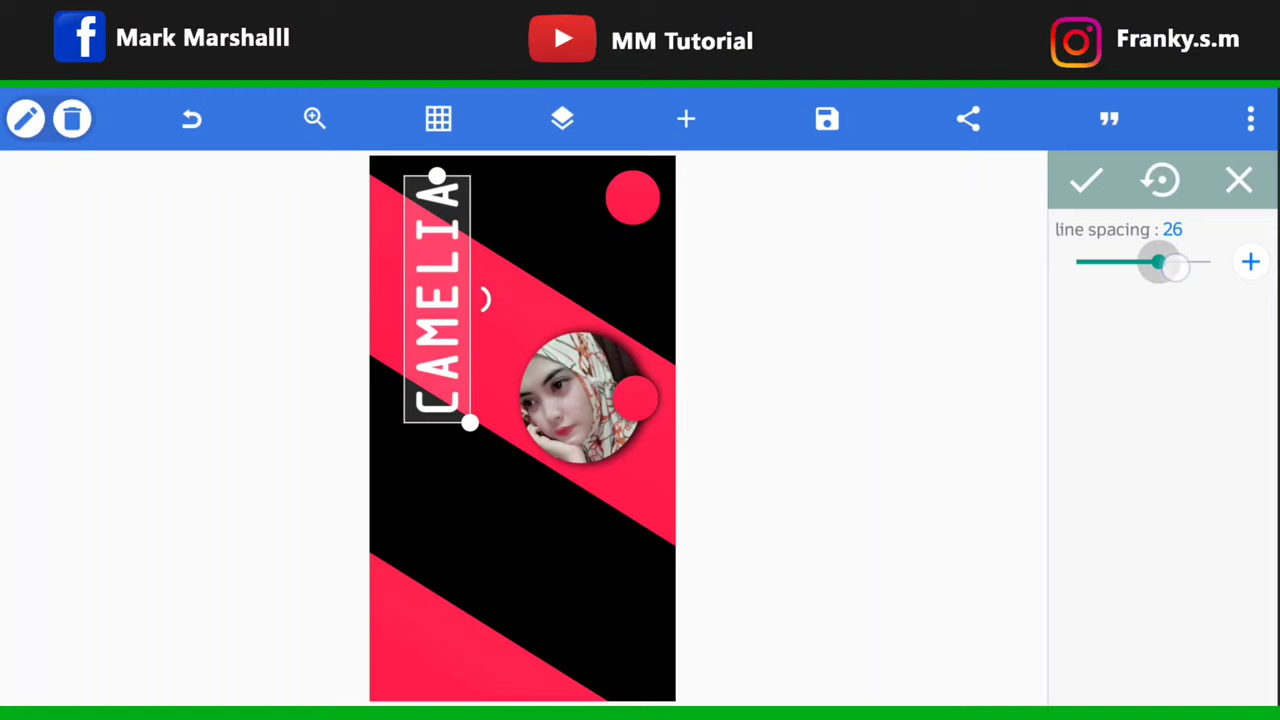 Mark Marshalll
MM Tutorial
Franky.s.m
line spacing : 26
CAMELIA